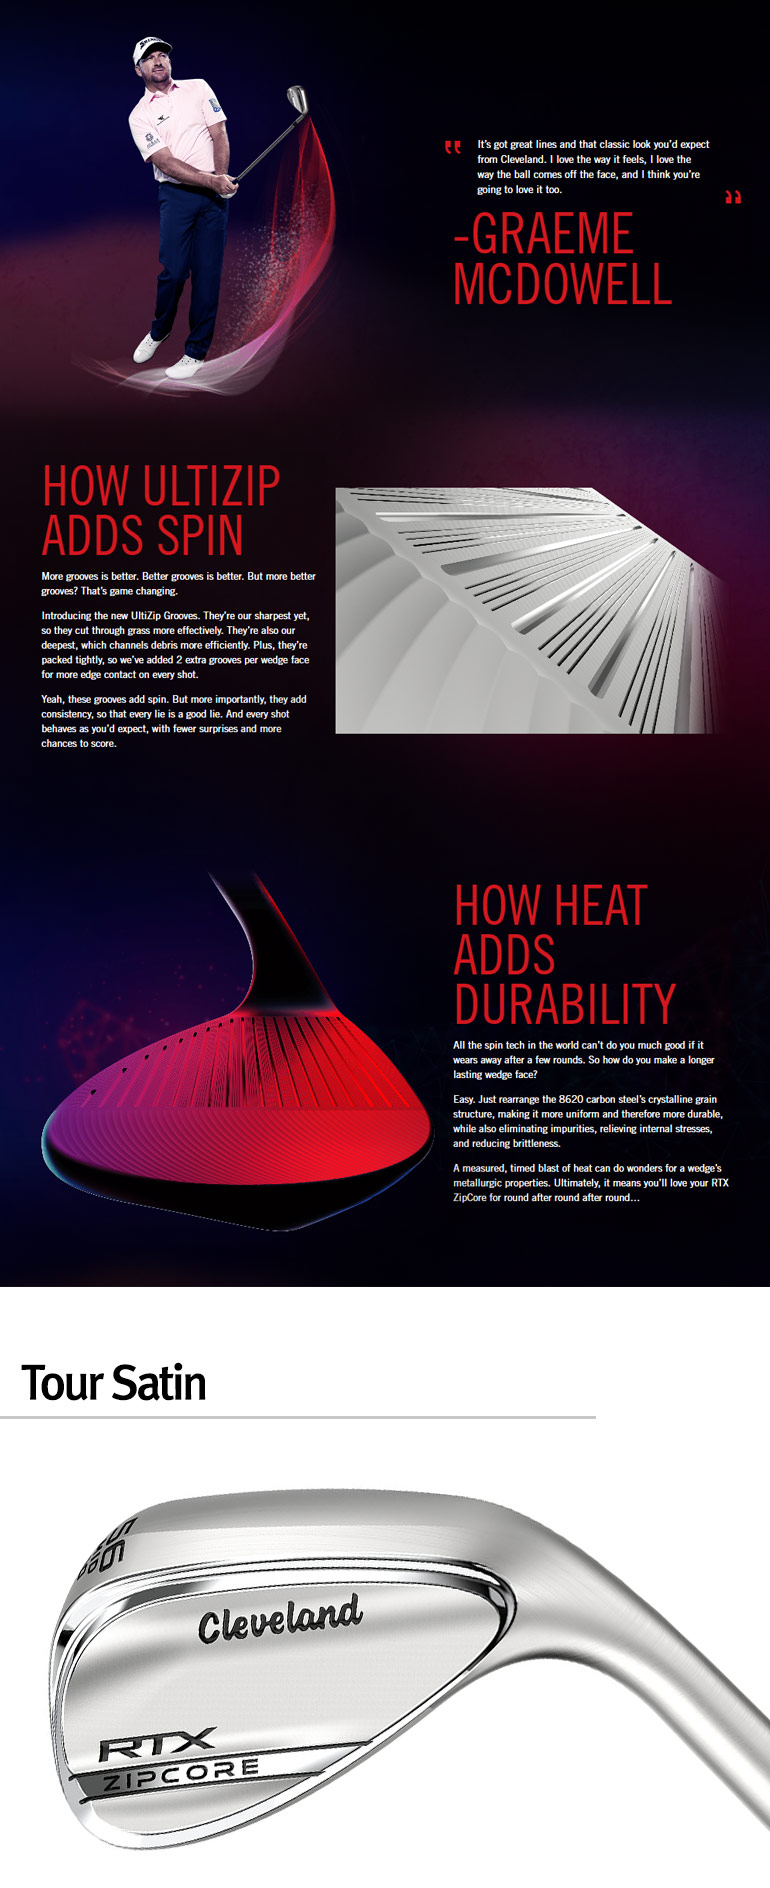 SRIXON
It's got great lines and that classic look you'd expect
from Cleveland. I love the way it feels, I love the
way the ball comes off the face, and I think you're
going to love it too.
-GRAEME
MCDOWELL
HOW ULTIZIP
ADDS SPIN
More grooves is better. Better grooves is better. But more better
grooves? That's game changing.
Introducing the new UltiZip Grooves. They're our sharpest yet,
so they cut through grass more effectively. They're also our
deepest, which channels debris more efficiently. Plus, they're
packed tightly, so we've added 2 extra grooves per wedge face
for more edge contact on every shot.
Yeah, these grooves add spin. But more importantly, they add
consistency, so that every lie is a good lie. And every shot
behaves as you'd expect, with fewer surprises and more
chances to score.
HOW HEAT
ADDS
DURABILITY
All the spin tech in the world can't do you much good if it
wears away after a few rounds. So how do you make a longer
lasting wedge face?
Easy. Just rearrange the 8620 carbon steel's crystalline grain
structure, making it more uniform and therefore more durable,
while also eliminating impurities, relieving internal stresses,
and reducing brittleness.
A measured, timed blast of heat can do wonders for a wedge's
metallurgic properties. Ultimately, it means you'll love your RTX
ZipCore for round after round after round...
Tour Satin
Cleveland
RTX
ZIPCORE